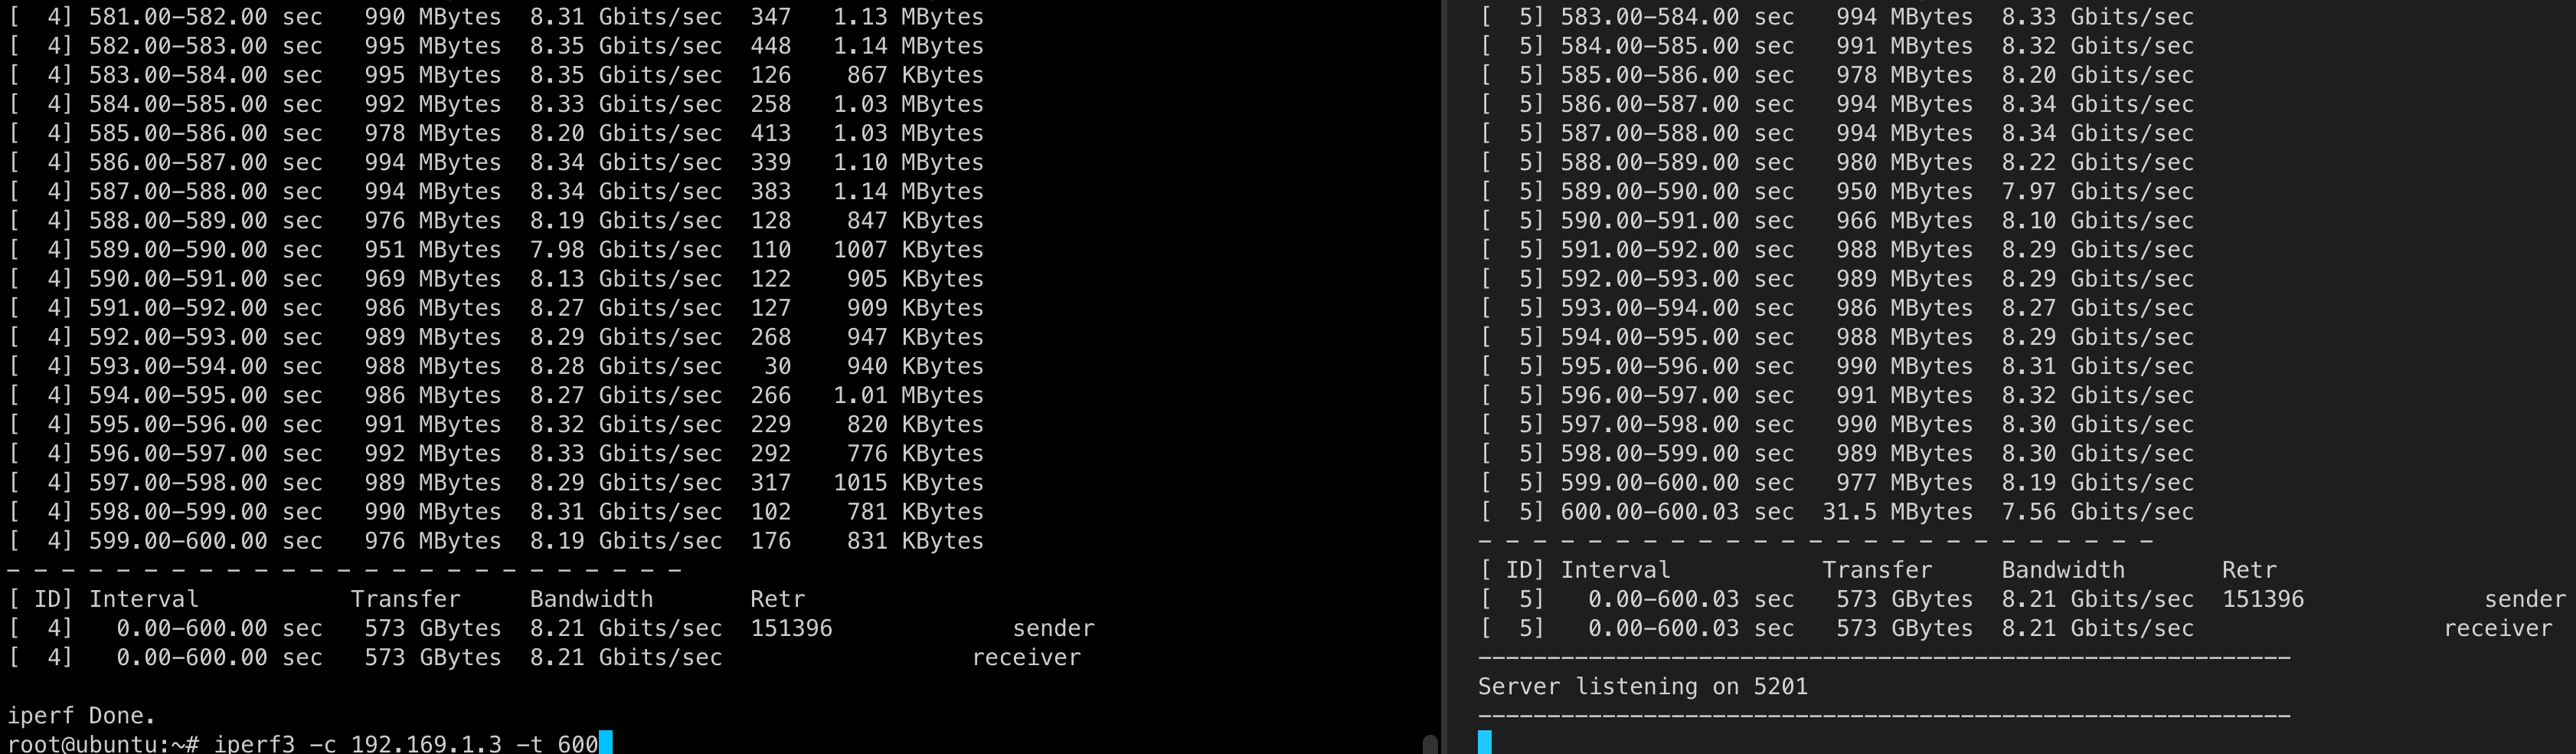 [  4] 581.00-582.00 sec   990 MBytes  8.31 Gbits/sec  347   1.13 MBytes
[  4] 582.00-583.00 sec   995 MBytes  8.35 Gbits/sec  448   1.14 MBytes
[  4] 583.00-584.00 sec   995 MBytes  8.35 Gbits/sec  126    867 KBytes
[  4] 584.00-585.00 sec   992 MBytes  8.33 Gbits/sec  258   1.03 MBytes
[  4] 585.00-586.00 sec   978 MBytes  8.20 Gbits/sec  413   1.03 MBytes
[  4] 586.00-587.00 sec   994 MBytes  8.34 Gbits/sec  339   1.10 MBytes
[  4] 587.00-588.00 sec   994 MBytes  8.34 Gbits/sec  383   1.14 MBytes
[  4] 588.00-589.00 sec   976 MBytes  8.19 Gbits/sec  128    847 KBytes
[  4] 589.00-590.00 sec   951 MBytes  7.98 Gbits/sec  110   1007 KBytes
[  4] 590.00-591.00 sec   969 MBytes  8.13 Gbits/sec  122    905 KBytes
[  4] 591.00-592.00 sec   986 MBytes  8.27 Gbits/sec  127    909 KBytes
[  4] 592.00-593.00 sec   989 MBytes  8.29 Gbits/sec  268    947 KBytes
[  4] 593.00-594.00 sec   988 MBytes  8.28 Gbits/sec   30    940 KBytes
[  4] 594.00-595.00 sec   986 MBytes  8.27 Gbits/sec  266   1.01 MBytes
[  4] 595.00-596.00 sec   991 MBytes  8.32 Gbits/sec  229    820 KBytes
[  4] 596.00-597.00 sec   992 MBytes  8.33 Gbits/sec  292    776 KBytes
[  4] 597.00-598.00 sec   989 MBytes  8.29 Gbits/sec  317   1015 KBytes
[  4] 598.00-599.00 sec   990 MBytes  8.31 Gbits/sec  102    781 KBytes
[  4] 599.00-600.00 sec   976 MBytes  8.19 Gbits/sec  176    831 KBytes
- - - - - - - - - - - - - - - - - - - - - - - - -
[ ID] Interval           Transfer     Bandwidth       Retr
[  4]   0.00-600.00 sec   573 GBytes  8.21 Gbits/sec  151396             sender
[  4]   0.00-600.00 sec   573 GBytes  8.21 Gbits/sec                  receiver
iperf Done.
root@ubuntu:~# iperf3 -c 192.169.1.3 -t 600
[  5] 583.00-584.00 sec   994 MBytes  8.33 Gbits/sec
[  5] 584.00-585.00 sec   991 MBytes  8.32 Gbits/sec
[  5] 585.00-586.00 sec   978 MBytes  8.20 Gbits/sec
[  5] 586.00-587.00 sec   994 MBytes  8.34 Gbits/sec
[  5] 587.00-588.00 sec   994 MBytes  8.34 Gbits/sec
[  5] 588.00-589.00 sec   980 MBytes  8.22 Gbits/sec
[  5] 589.00-590.00 sec   950 MBytes  7.97 Gbits/sec
[  5] 590.00-591.00 sec   966 MBytes  8.10 Gbits/sec
[  5] 591.00-592.00 sec   988 MBytes  8.29 Gbits/sec
[  5] 592.00-593.00 sec   989 MBytes  8.29 Gbits/sec
[  5] 593.00-594.00 sec   986 MBytes  8.27 Gbits/sec
[  5] 594.00-595.00 sec   988 MBytes  8.29 Gbits/sec
[  5] 595.00-596.00 sec   990 MBytes  8.31 Gbits/sec
[  5] 596.00-597.00 sec   991 MBytes  8.32 Gbits/sec
[  5] 597.00-598.00 sec   990 MBytes  8.30 Gbits/sec
[  5] 598.00-599.00 sec   989 MBytes  8.30 Gbits/sec
[  5] 599.00-600.00 sec   977 MBytes  8.19 Gbits/sec
[  5] 600.00-600.03 sec  31.5 MBytes  7.56 Gbits/sec
- - - - - - - - - - - - - - - - - - - - - - - - -
[ ID] Interval           Transfer     Bandwidth       Retr
[  5]   0.00-600.03 sec   573 GBytes  8.21 Gbits/sec  151396             sender
[  5]   0.00-600.03 sec   573 GBytes  8.21 Gbits/sec                  receiver
-----------------------------------------------------------
Server listening on 5201
-----------------------------------------------------------